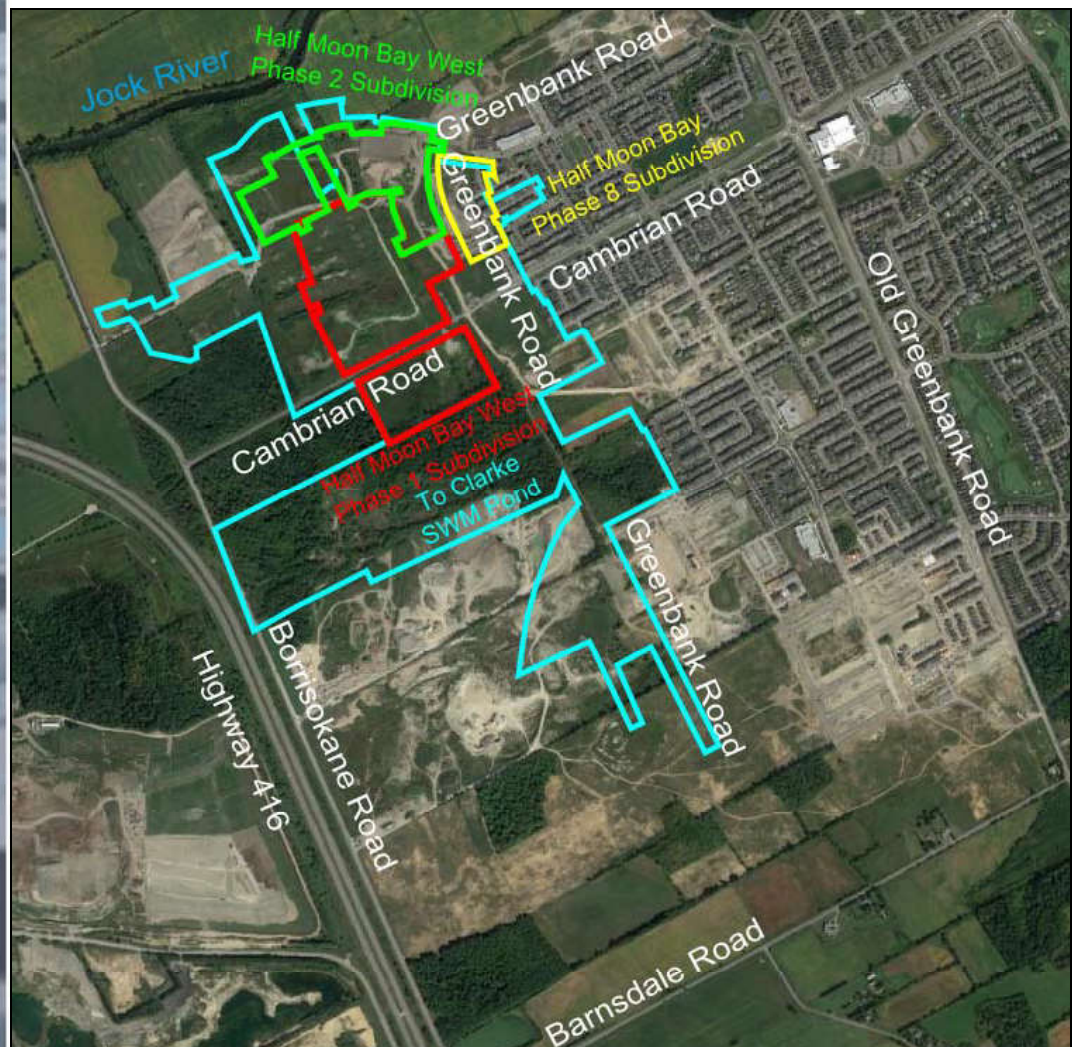 Half Moon Bay West
Phase 2 Subdivision
Jock River
Greenbank Road
Half Moon Bay
Phase 8 Subdivision
Greenbank Road
Cambrian Road
Old Greenbank Road
Cambrian Road
Half Moon Bay West
Phase 1 Subdivision
To Clarke
SWM Pond
Greenbank Road
Borrisokane Road
Highway 416
Barnsdale Road